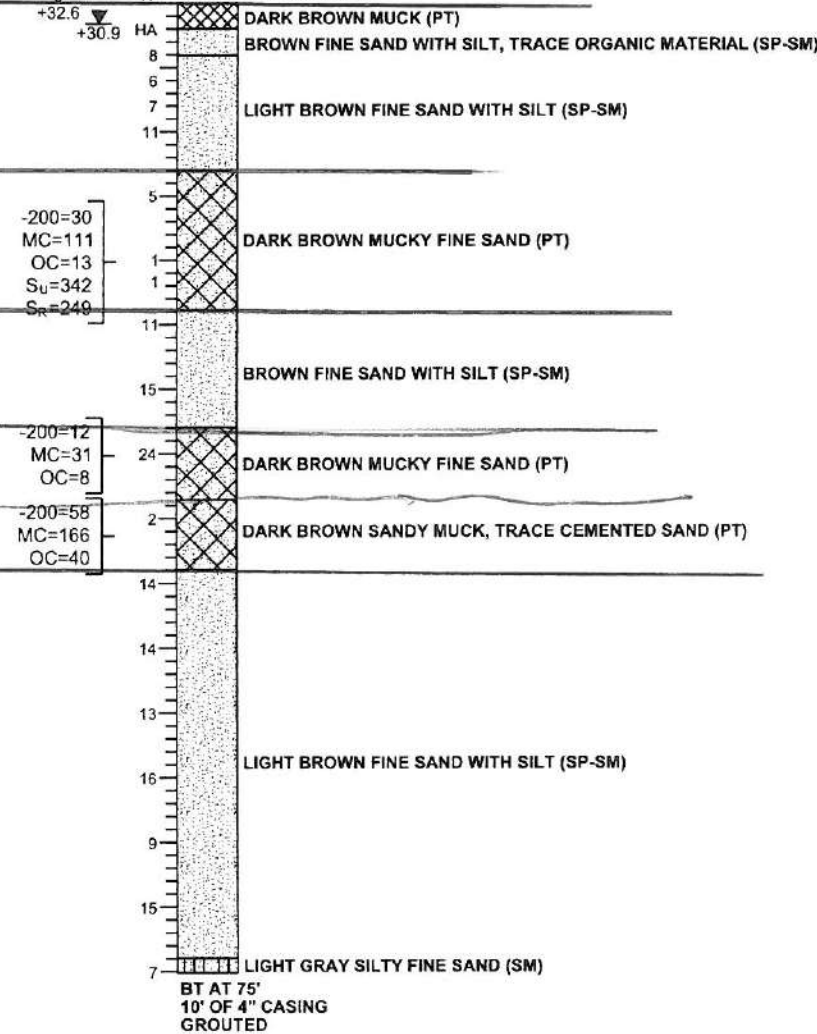 +32.6
DARK BROWN MUCK (PT)
+30.9 HA
BROWN FINE SAND WITH SILT, TRACE ORGANIC MATERIAL (SP-SM)
8
6
7
LIGHT BROWN FINE SAND WITH SILT (SP-SM)
11
5
-200=30
MC=111
DARK BROWN MUCKY FINE SAND (PT)
OC=13
1
SU=342
1
SR=249
11
BROWN FINE SAND WITH SILT (SP-SM)
15
-200=12
MC=31
24
DARK BROWN MUCKY FINE SAND (PT)
OC=8
-200=58
2
MC=166
DARK BROWN SANDY MUCK, TRACE CEMENTED SAND (PT)
OC=40
14
14
13
LIGHT BROWN FINE SAND WITH SILT (SP-SM)
16
9
15
LIGHT GRAY SILTY FINE SAND (SM)
7
BT AT 75'
10' OF 4" CASING
GROUTED